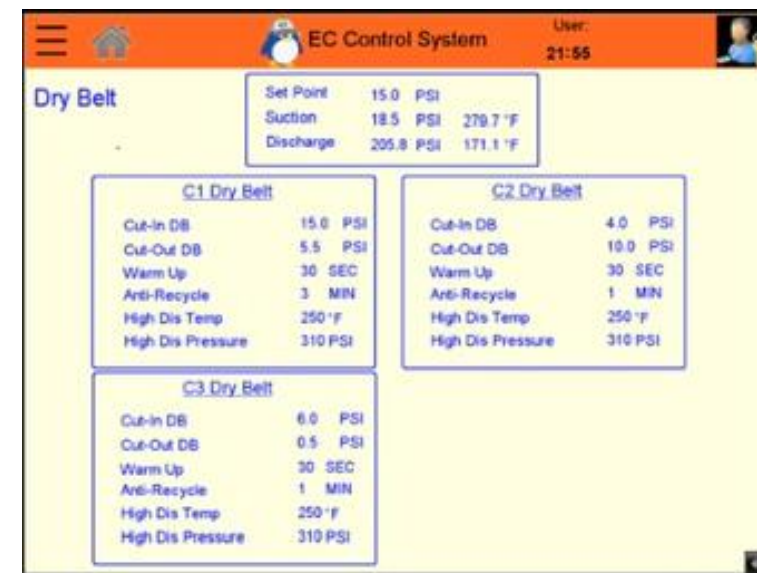 EC Control System
User:
21:55
Dry Belt
Set Point 15.0 PSI
Suction 18.5 PSI 279.7 °F
Discharge 205.8 PSI 171.1 °F
C1 Dry Belt
Cut-In DB 15.0 PSI
Cut-Out DB 5.5 PSI
Warm Up 30 SEC
Anti-Recycle 3 MIN
High Dis Temp 250 °F
High Dis Pressure 310 PSI
C2 Dry Belt
Cut-In DB 4.0 PSI
Cut-Out DB 10.0 PSI
Warm Up 30 SEC
Anti-Recycle 1 MIN
High Dis Temp 250 °F
High Dis Pressure 310 PSI
C3 Dry Belt
Cut-In DB 6.0 PSI
Cut-Out DB 0.5 PSI
Warm Up 30 SEC
Anti-Recycle 1 MIN
High Dis Temp 250 °F
High Dis Pressure 310 PSI